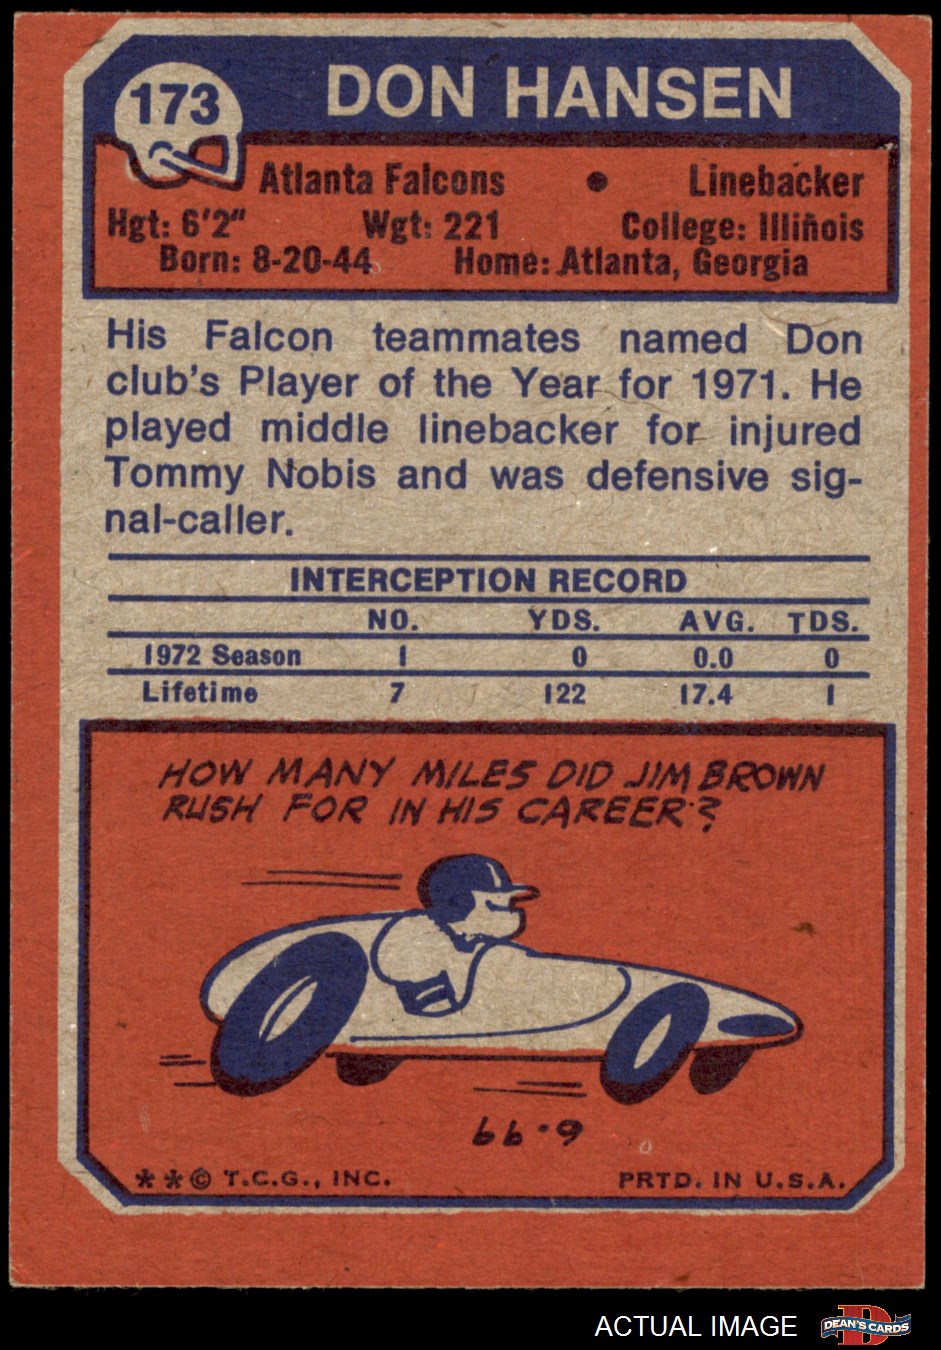 173
DON HANSEN
Atlanta Falcons • Linebacker
Hgt: 6'2" Wgt: 221 College: Illinois
Born: 8-20-44 Home: Atlanta, Georgia
His Falcon teammates named Don
club's Player of the Year for 1971. He
played middle linebacker for injured
Tommy Nobis and was defensive sig-
nal-caller.
INTERCEPTION RECORD
NO. YDS. AVG. TDS.
1972 Season 1 0 0.0 0
Lifetime 7 122 17.4 1
HOW MANY MILES DID JIM BROWN
RUSH FOR IN HIS CAREER?
66·9
**© T.C.G., INC. PRTD. IN U.S.A.
ACTUAL IMAGE
DEAN'S CARDS